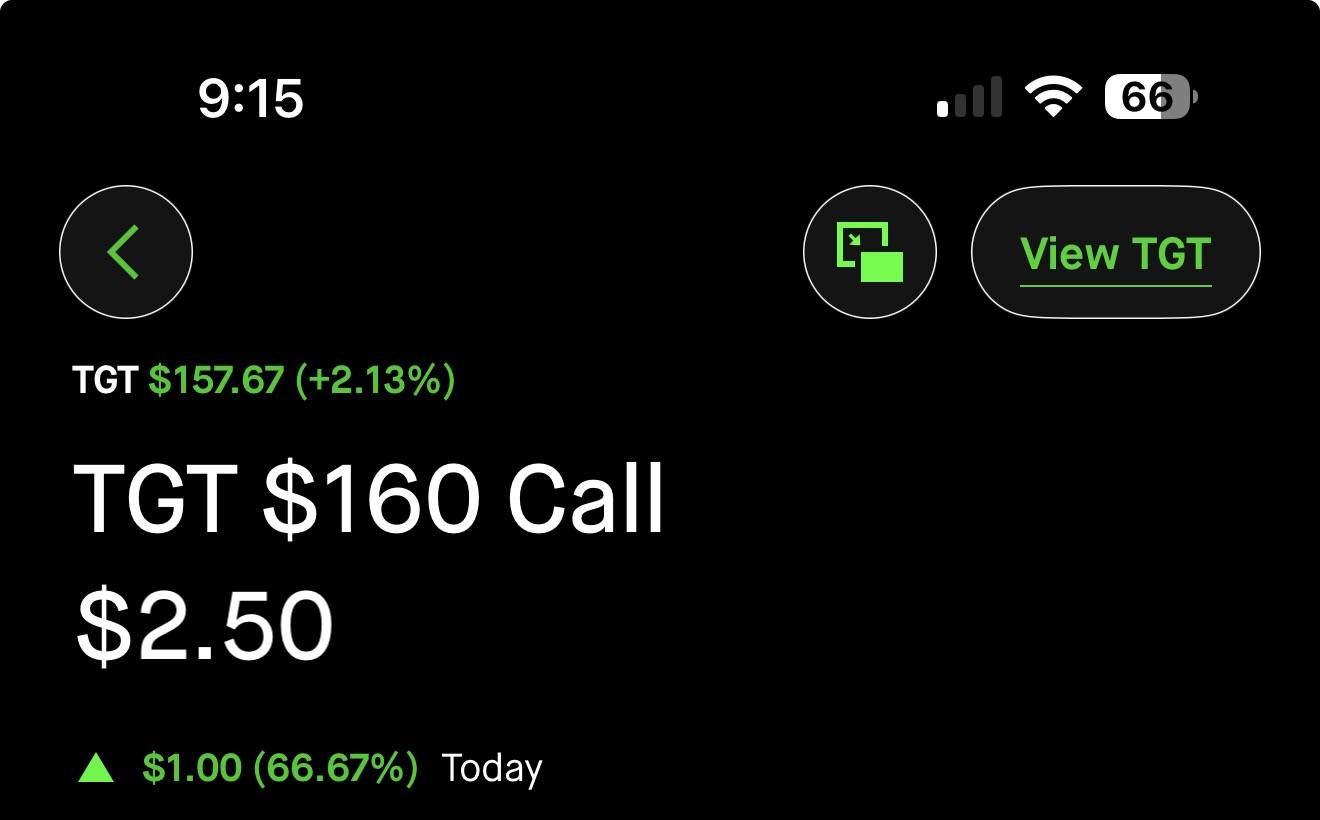 9:15
66
View TGT
TGT $157.67 (+2.13%)
TGT $160 Call
$2.50
▲ $1.00 (66.67%) Today